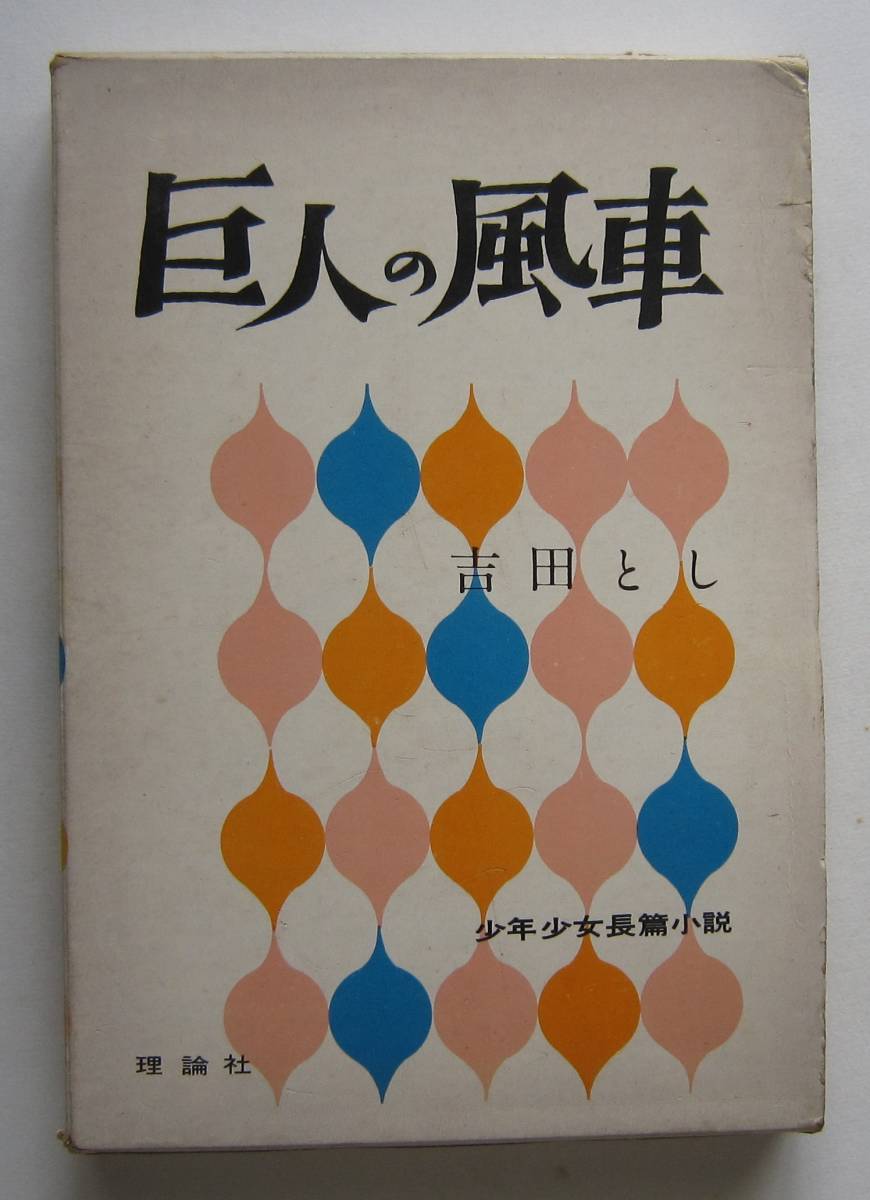 巨人の風車
吉田とし
少年少女長篇小説
理論社